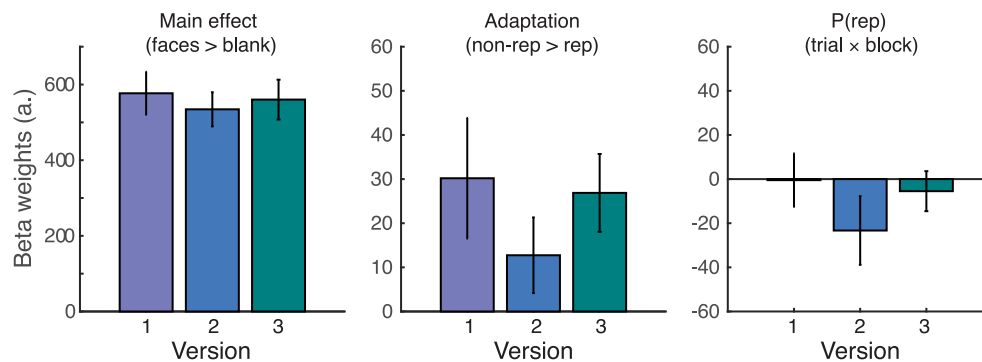 Main effect
(faces > blank)
Adaptation
(non-rep > rep)
P(rep)
(trial × block)
Beta weights (a.)
600
400
200
0
1 2 3
Version
60
50
40
30
20
10
0
1 2 3
Version
60
40
20
0
-20
-40
-60
1 2 3
Version